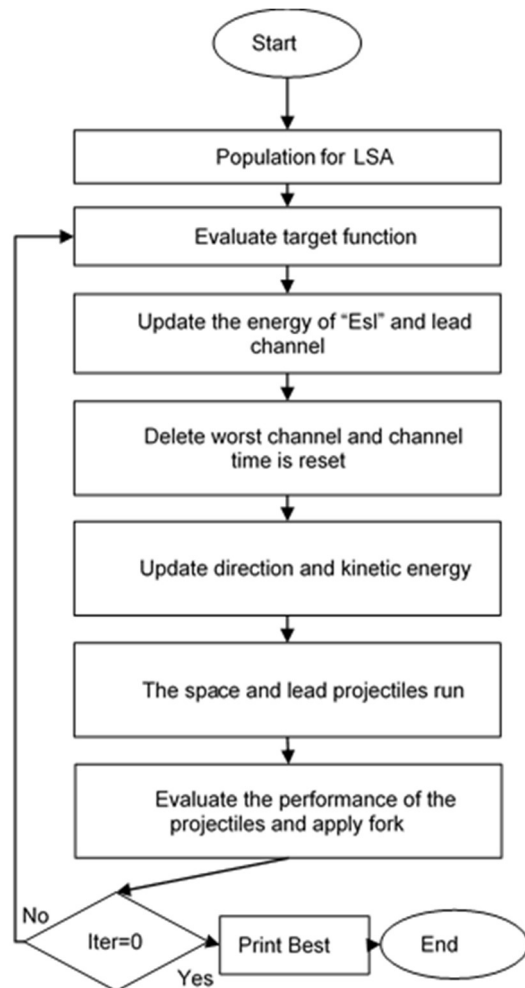 Start
Population for LSA
Evaluate target function
Update the energy of "Esl" and lead
channel
Delete worst channel and channel
time is reset
Update direction and kinetic energy
The space and lead projectiles run
Evaluate the performance of the
projectiles and apply fork
No
Iter=0
Yes
Print Best
End